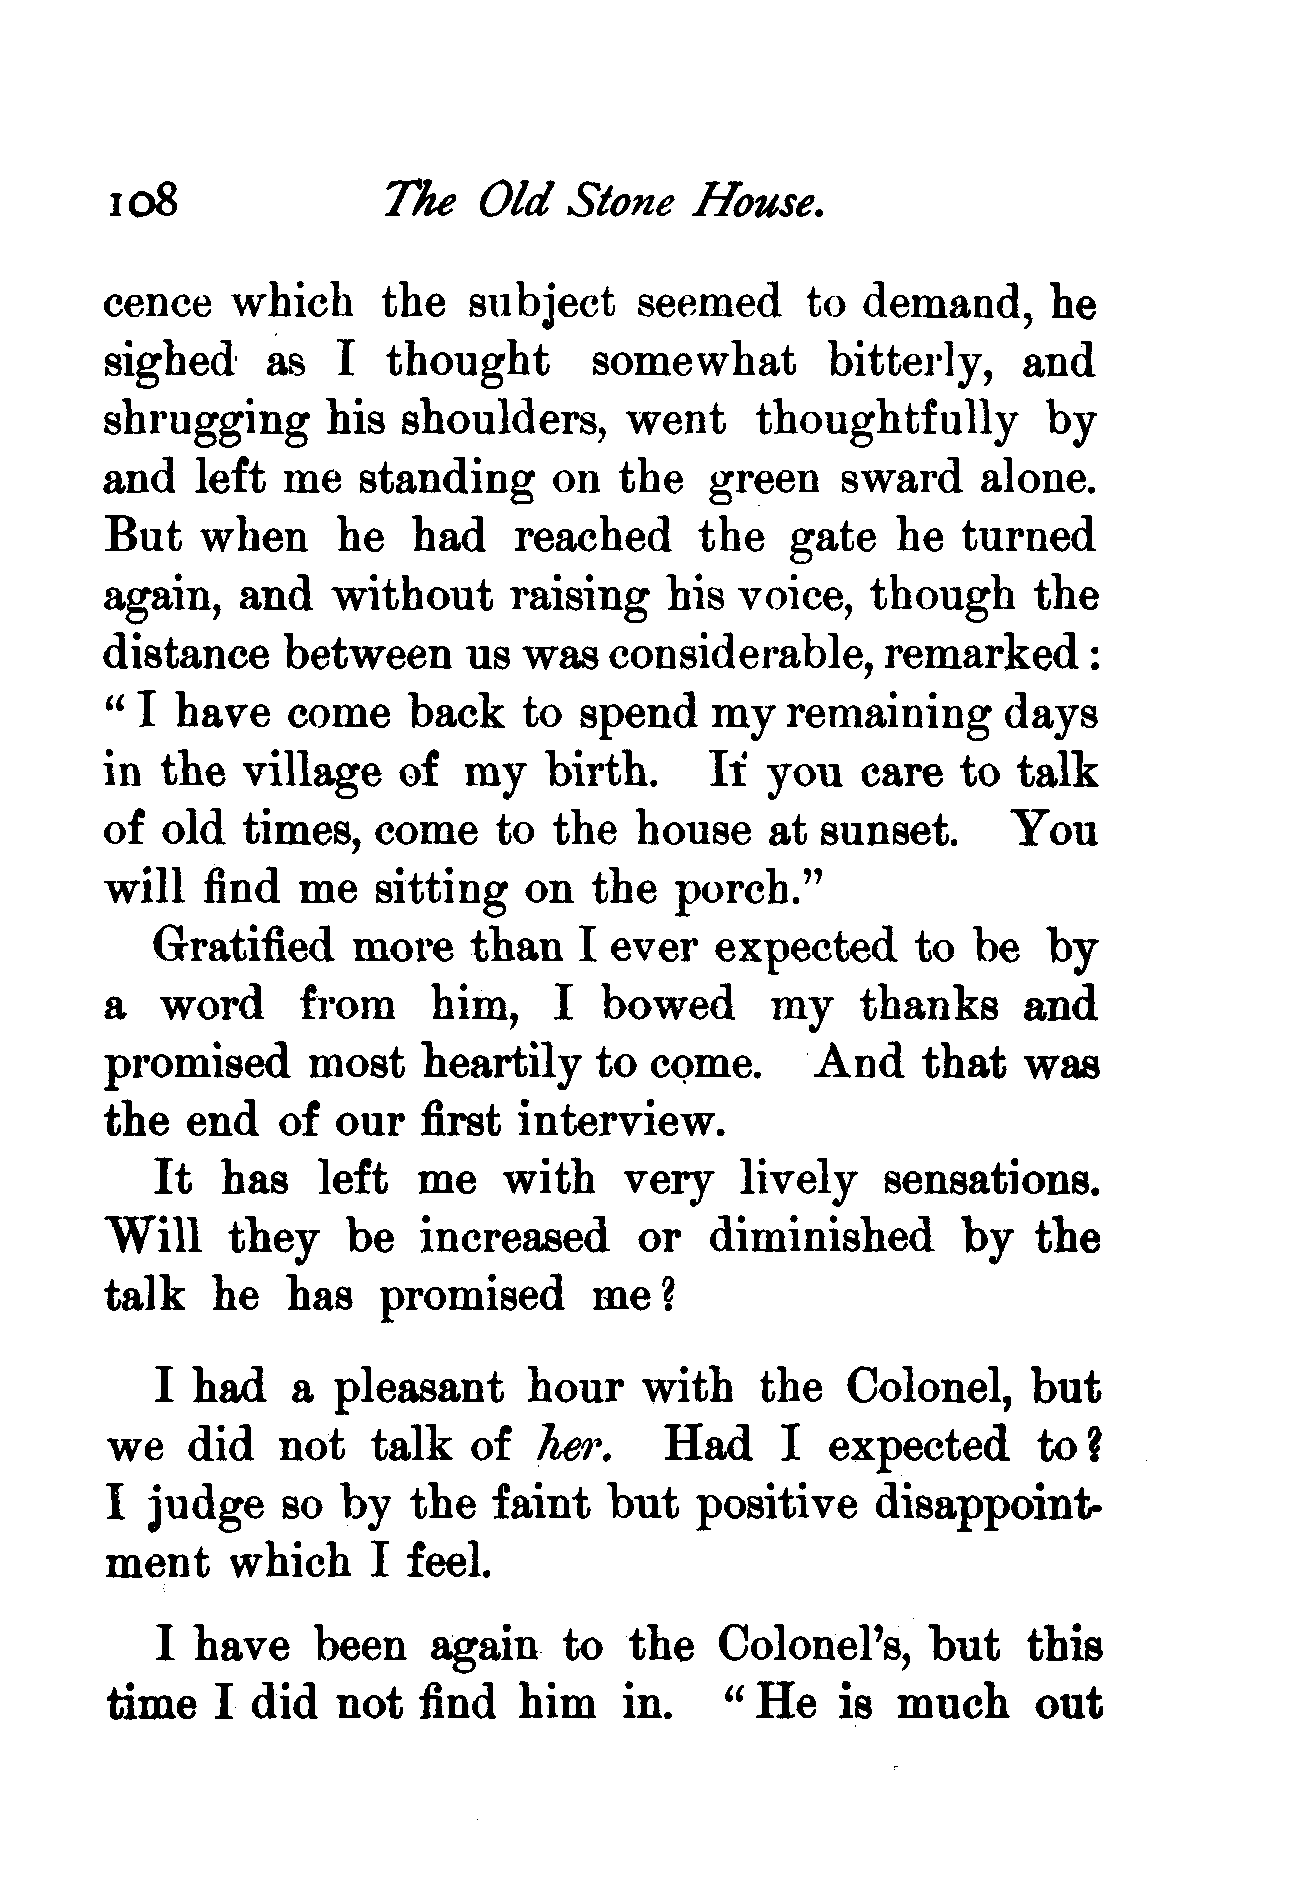 108 The Old Stone House.
cence which the subject seemed to demand, he
sighed as I thought somewhat bitterly, and
shrugging his shoulders, went thoughtfully by
and left me standing on the green sward alone.
But when he had reached the gate he turned
again, and without raising his voice, though the
distance between us was considerable, remarked :
“ I have come back to spend my remaining days
in the village of my birth. If you care to talk
of old times, come to the house at sunset. You
will find me sitting on the porch.”
Gratified more than I ever expected to be by
a word from him, I bowed my thanks and
promised most heartily to come. And that was
the end of our first interview.
It has left me with very lively sensations.
Will they be increased or diminished by the
talk he has promised me ?
I had a pleasant hour with the Colonel, but
we did not talk of her. Had I expected to ?
I judge so by the faint but positive disappoint-
ment which I feel.
I have been again to the Colonel’s, but this
time I did not find him in. “ He is much out